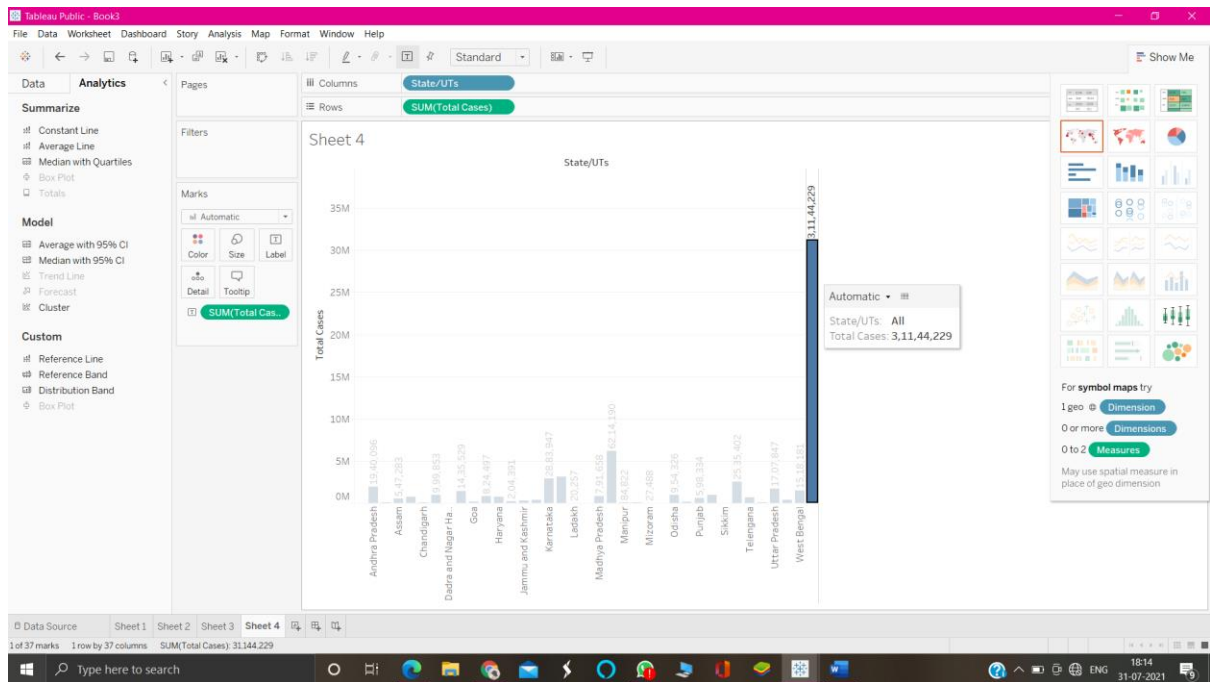 Tableau Public - Book3
File Data Worksheet Dashboard Story Analysis Map Format Window Help
Standard
Show Me
Data Analytics
Summarize
Constant Line
Average Line
Median with Quartiles
Box Plot
Totals
Model
Average with 95% CI
Median with 95% CI
Trend Line
Forecast
Cluster
Custom
Reference Line
Reference Band
Distribution Band
Box Plot
Pages
Filters
Marks
Automatic
Color Size Label
Detail Tooltip
SUM(Total Cas..
Columns State/UTs
Rows SUM(Total Cases)
Sheet 4
State/UTs
Total Cases
35M
30M
25M
20M
15M
10M
5M
0M
19,40,096
5,47,283
9,90,853
14,35,529
8,24,497
2,04,391
28,83,947
20,257
7,91,658
62,14,190
84,822
27,488
9,54,326
5,99,334
25,35,402
17,07,847
15,18,181
3,11,44,229
Andhra Pradesh
Assam
Chandigarh
Dadra and Nagar Ha..
Goa
Haryana
Jammu and Kashmir
Karnataka
Ladakh
Madhya Pradesh
Manipur
Mizoram
Odisha
Punjab
Sikkim
Telengana
Uttar Pradesh
West Bengal
Automatic
State/UTs: All
Total Cases: 3,11,44,229
For symbol maps try
1 geo Dimension
0 or more Dimensions
0 to 2 Measures
May use spatial measure in
place of geo dimension
Data Source Sheet 1 Sheet 2 Sheet 3 Sheet 4
1 of 37 marks 1 row by 37 columns SUM(Total Cases): 31,144,229
Type here to search
ENG
18:14
31-07-2021